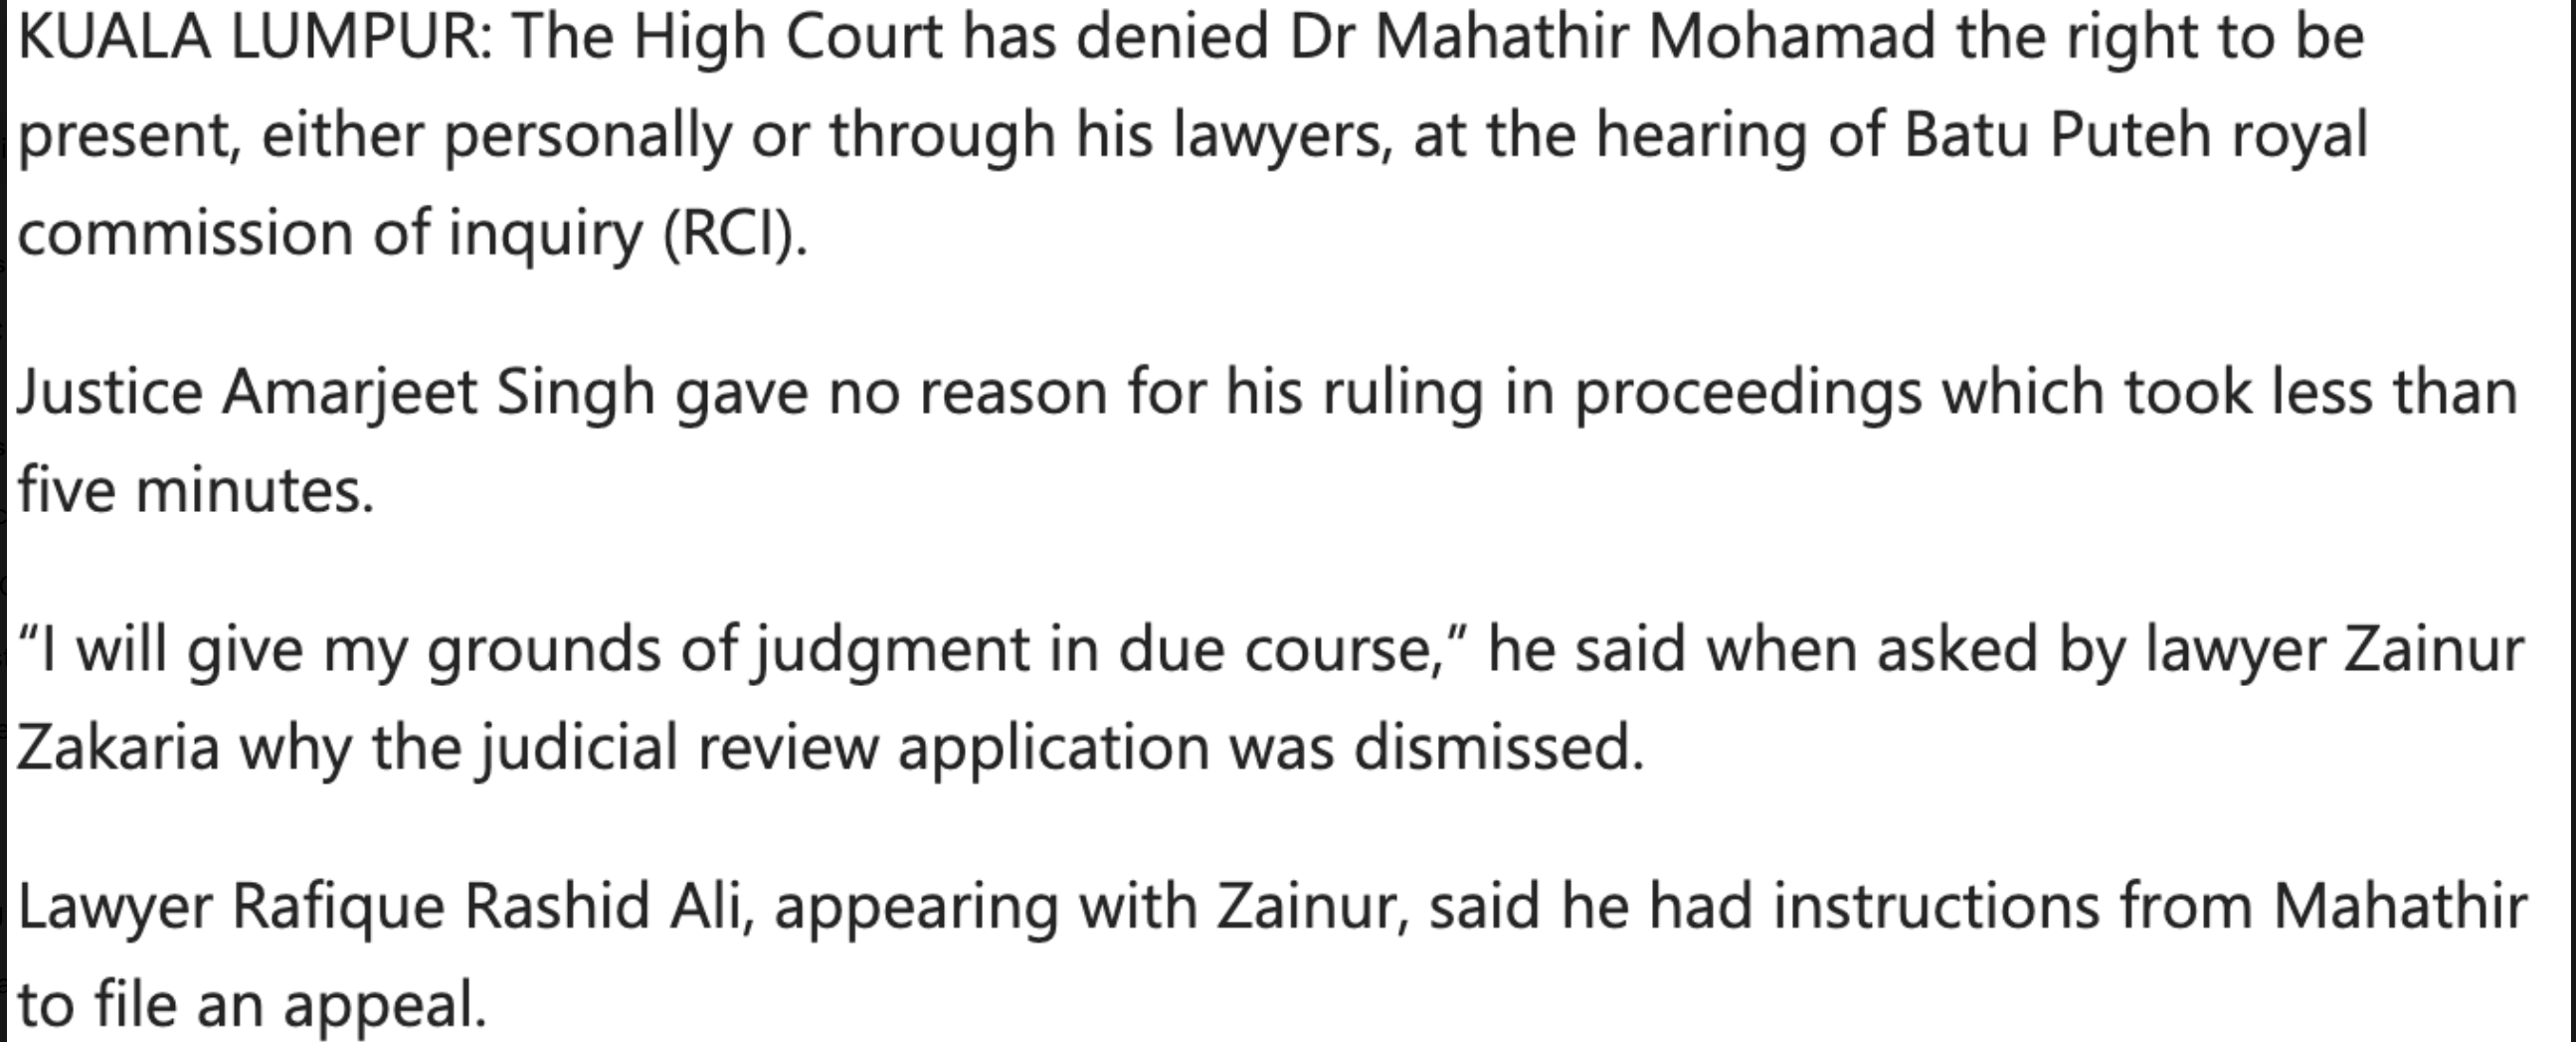 KUALA LUMPUR: The High Court has denied Dr Mahathir Mohamad the right to be
present, either personally or through his lawyers, at the hearing of Batu Puteh royal
commission of inquiry (RCI).
Justice Amarjeet Singh gave no reason for his ruling in proceedings which took less than
five minutes.
“I will give my grounds of judgment in due course,” he said when asked by lawyer Zainur
Zakaria why the judicial review application was dismissed.
Lawyer Rafique Rashid Ali, appearing with Zainur, said he had instructions from Mahathir
to file an appeal.